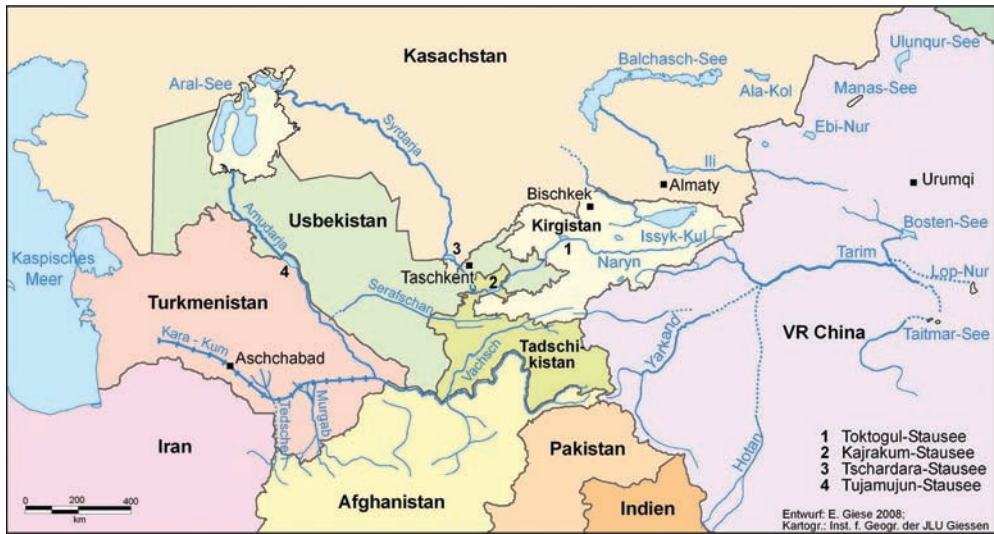 Kasachstan
Balchasch-See
Ulunqur-See
Aral-See
Ala-Kol
Manas-See
Syrdarja
Ebi-Nur
Ili
Almaty
Urumqi
Bischkek
Usbekistan
Kirgistan
Issyk-Kul
Bosten-See
Amudarja
3
1
Kaspisches
Meer
4
Taschkent
2
Naryn
Tarim
Lop-Nur
Turkmenistan
Serafschan
VR China
Taitmar-See
Kara - Kum
Aschchabad
Tadschi-
kistan
Vachsch
Yarkand
Tedschen
Murgab
Hotan
Iran
Pakistan
Afghanistan
Indien
1 Toktogul-Stausee
2 Kajrakum-Stausee
3 Tschardara-Stausee
4 Tujamujun-Stausee
0 200 400
km
Entwurf: E. Giese 2008;
Kartogr.: Inst. f. Geogr. der JLU Giessen